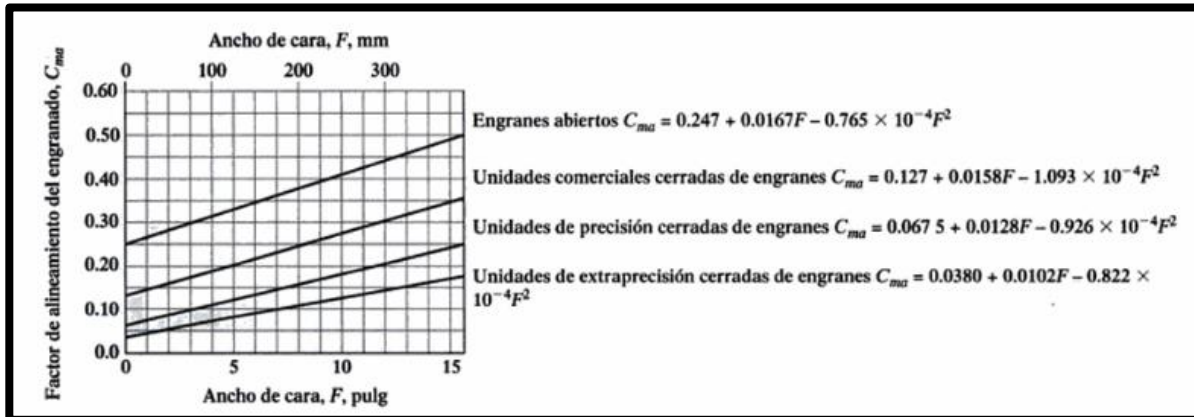 Ancho de cara, F, mm
0 100 200 300
Factor de alineamiento del engranado, Cma
0.60
0.50
0.40
0.30
0.20
0.10
0.0
0 5 10 15
Ancho de cara, F, pulg
Engranes abiertos Cma = 0.247 + 0.0167F – 0.765 × 10⁻⁴F²
Unidades comerciales cerradas de engranes Cma = 0.127 + 0.0158F – 1.093 × 10⁻⁴F²
Unidades de precisión cerradas de engranes Cma = 0.067 5 + 0.0128F – 0.926 × 10⁻⁴F²
Unidades de extraprecisión cerradas de engranes Cma = 0.0380 + 0.0102F – 0.822 ×
10⁻⁴F²